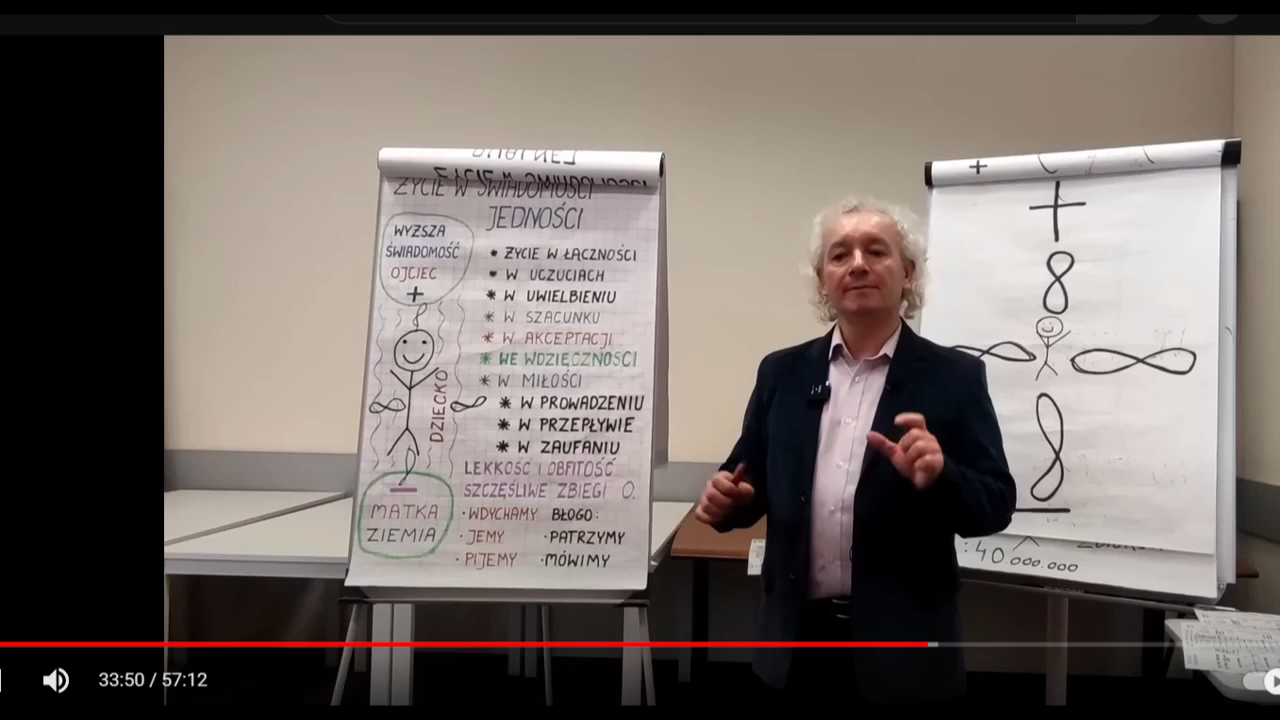 ŻYCIE W ŚWIADOMOŚCI
JEDNOŚCI
WYŻSZA
ŚWIADOMOŚĆ
OJCIEC
+
DZIECKO
MATKA
ZIEMIA
* ŻYCIE W ŁĄCZNOŚCI
* W UCZUCIACH
* W UWIELBIENIU
* W SZACUNKU
* W AKCEPTACJI
* WE WDZIĘCZNOŚCI
* W MIŁOŚCI
* W PROWADZENIU
* W PRZEPŁYWIE
* W ZAUFANIU
LEKKOŚĆ I OBFITOŚĆ
SZCZĘŚLIWE ZBIEGI O.
· WDYCHAMY BŁOGO:
· JEMY · PATRZYMY
· PIJEMY · MÓWIMY
+
+
:40.000.000
33:50 / 57:12